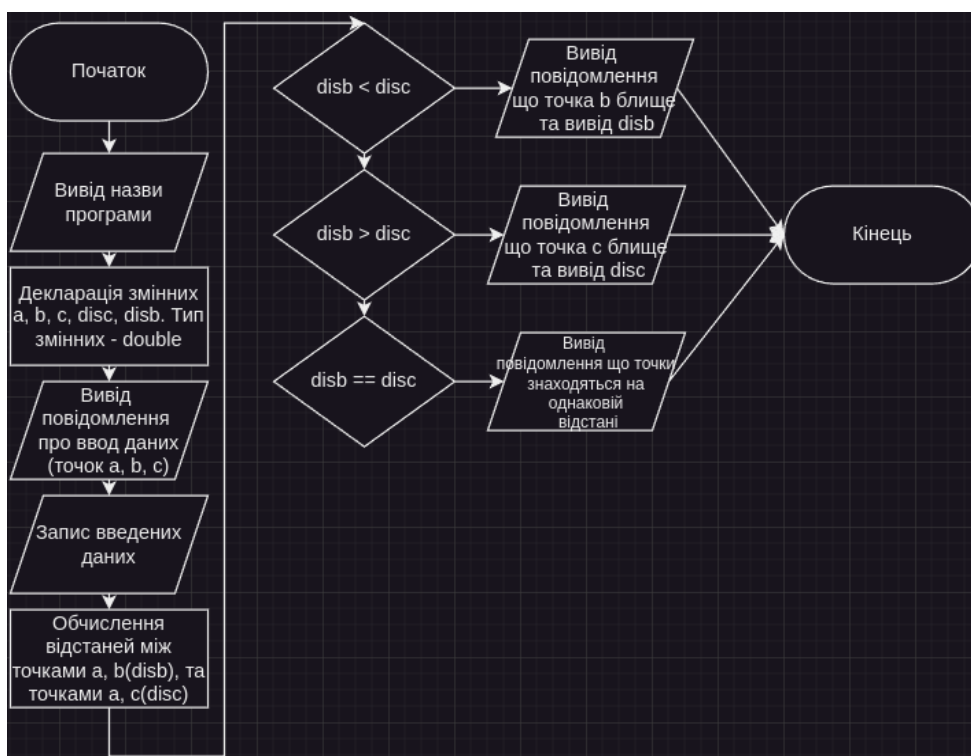 Початок
Вивід назви
програми
Декларація змінних
a, b, c, disc, disb. Тип
змінних - double
Вивід
повідомлення
про ввод даних
(точок a, b, c)
Запис введених
даних
Обчислення
відстаней між
точками a, b(disb), та
точками a, c(disc)
disb < disc
Вивід
повідомлення
що точка b блище
та вивід disb
disb > disc
Вивід
повідомлення
що точка c блище
та вивід disc
disb == disc
Вивід
повідомлення що точки
знаходяться на
однаковій
відстані
Кінець